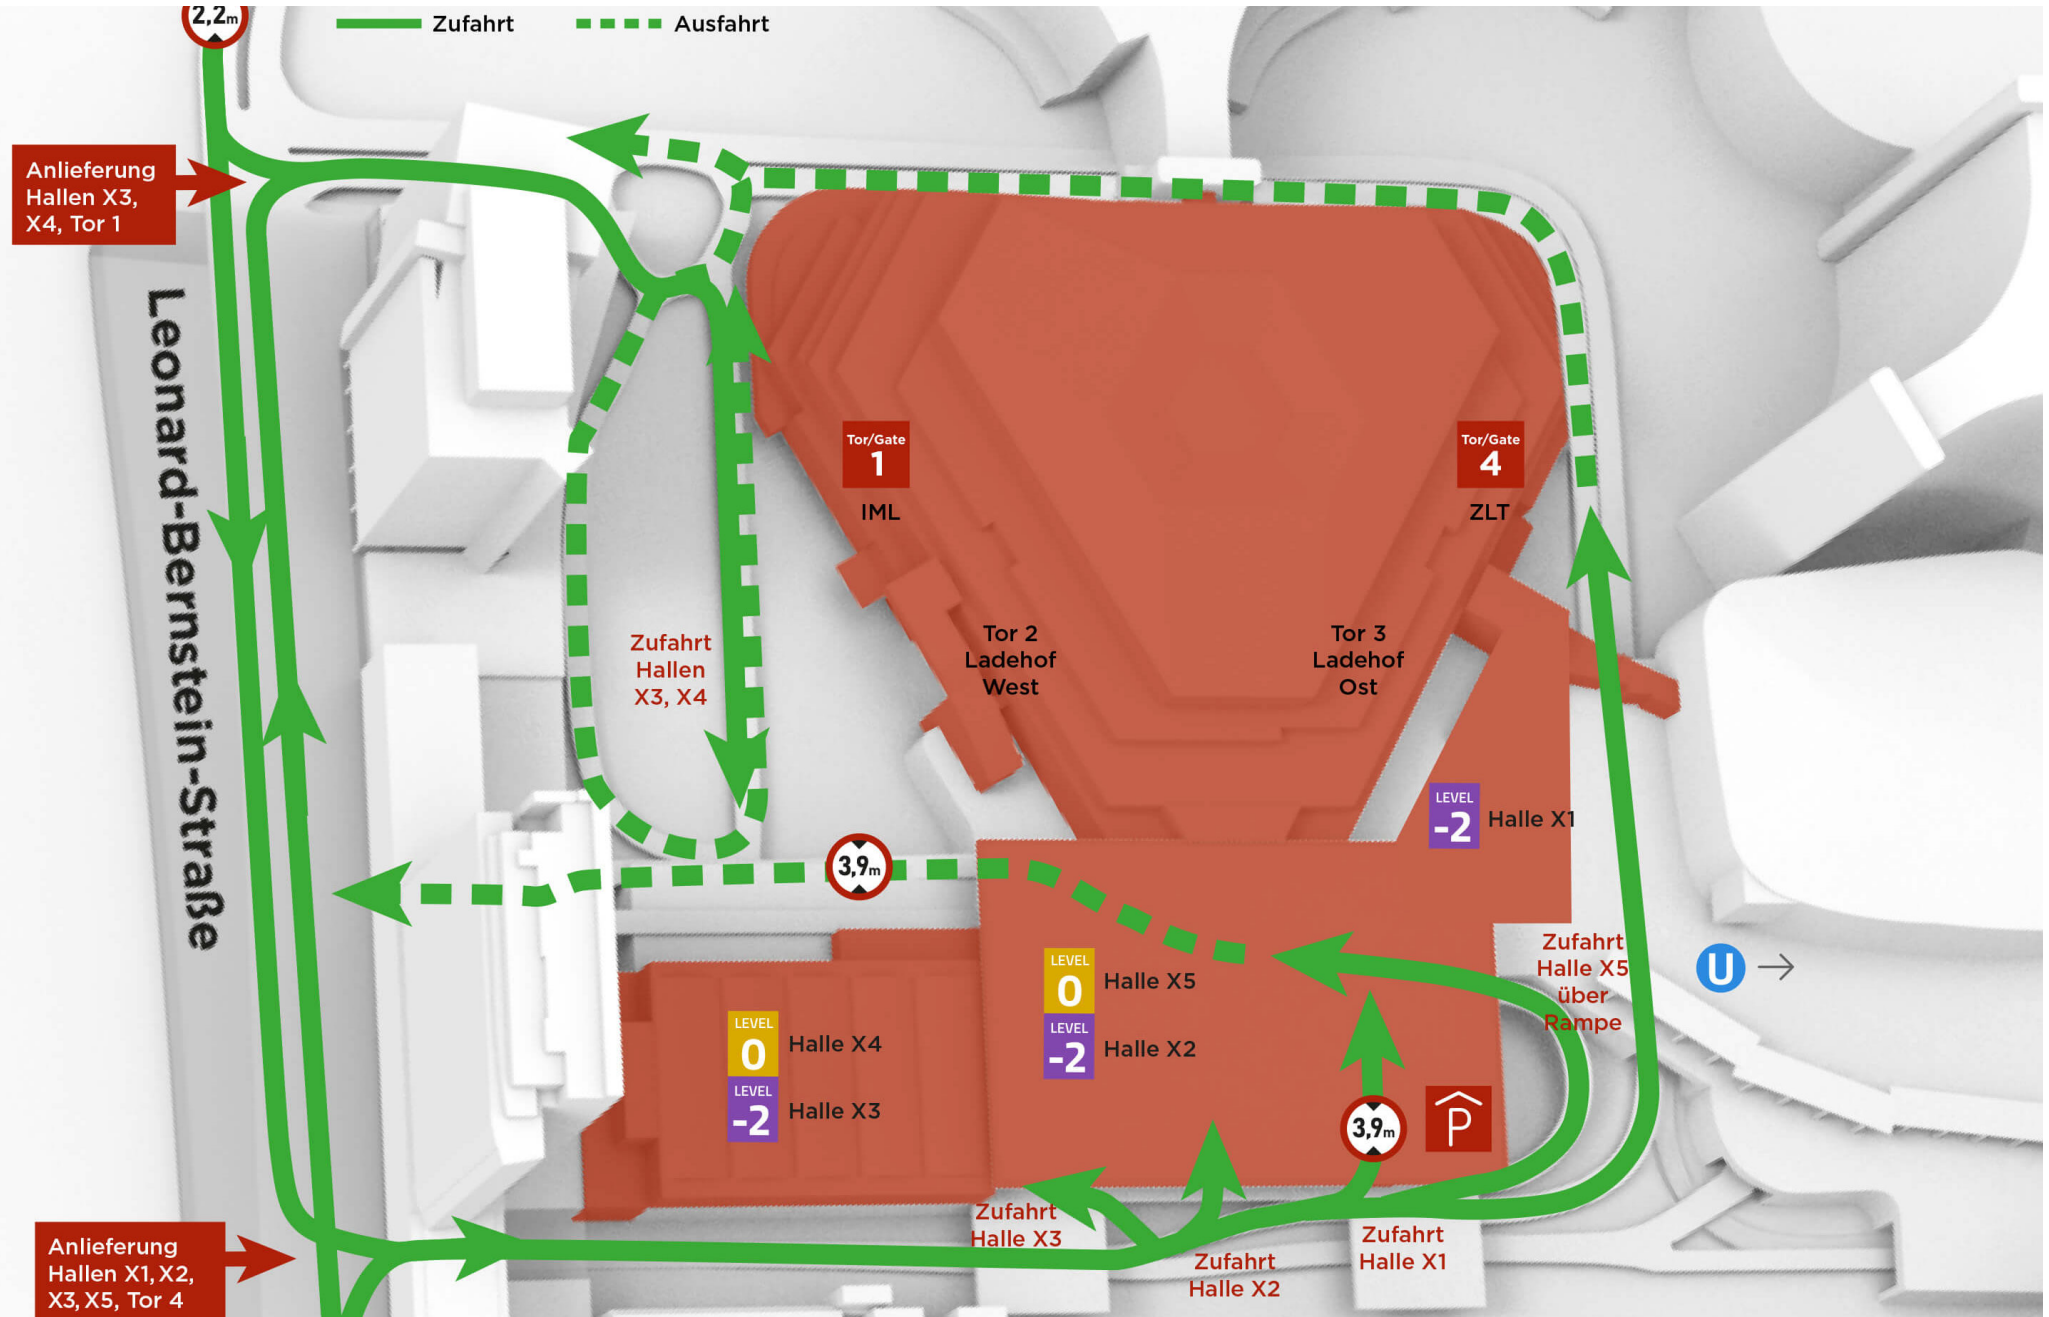 2,2m
Zufahrt
Ausfahrt
Anlieferung
Hallen X3,
X4, Tor 1
Leonard-Bernstein-Straße
Tor/Gate
1
IML
Tor/Gate
4
ZLT
Zufahrt
Hallen
X3, X4
Tor 2
Ladehof
West
Tor 3
Ladehof
Ost
LEVEL
-2
Halle X1
3,9m
LEVEL
0
Halle X5
LEVEL
-2
Halle X2
Zufahrt
Halle X5
über
Rampe
U
LEVEL
0
Halle X4
LEVEL
-2
Halle X3
3,9m
P
Zufahrt
Halle X3
Zufahrt
Halle X2
Zufahrt
Halle X1
Anlieferung
Hallen X1, X2,
X3, X5, Tor 4